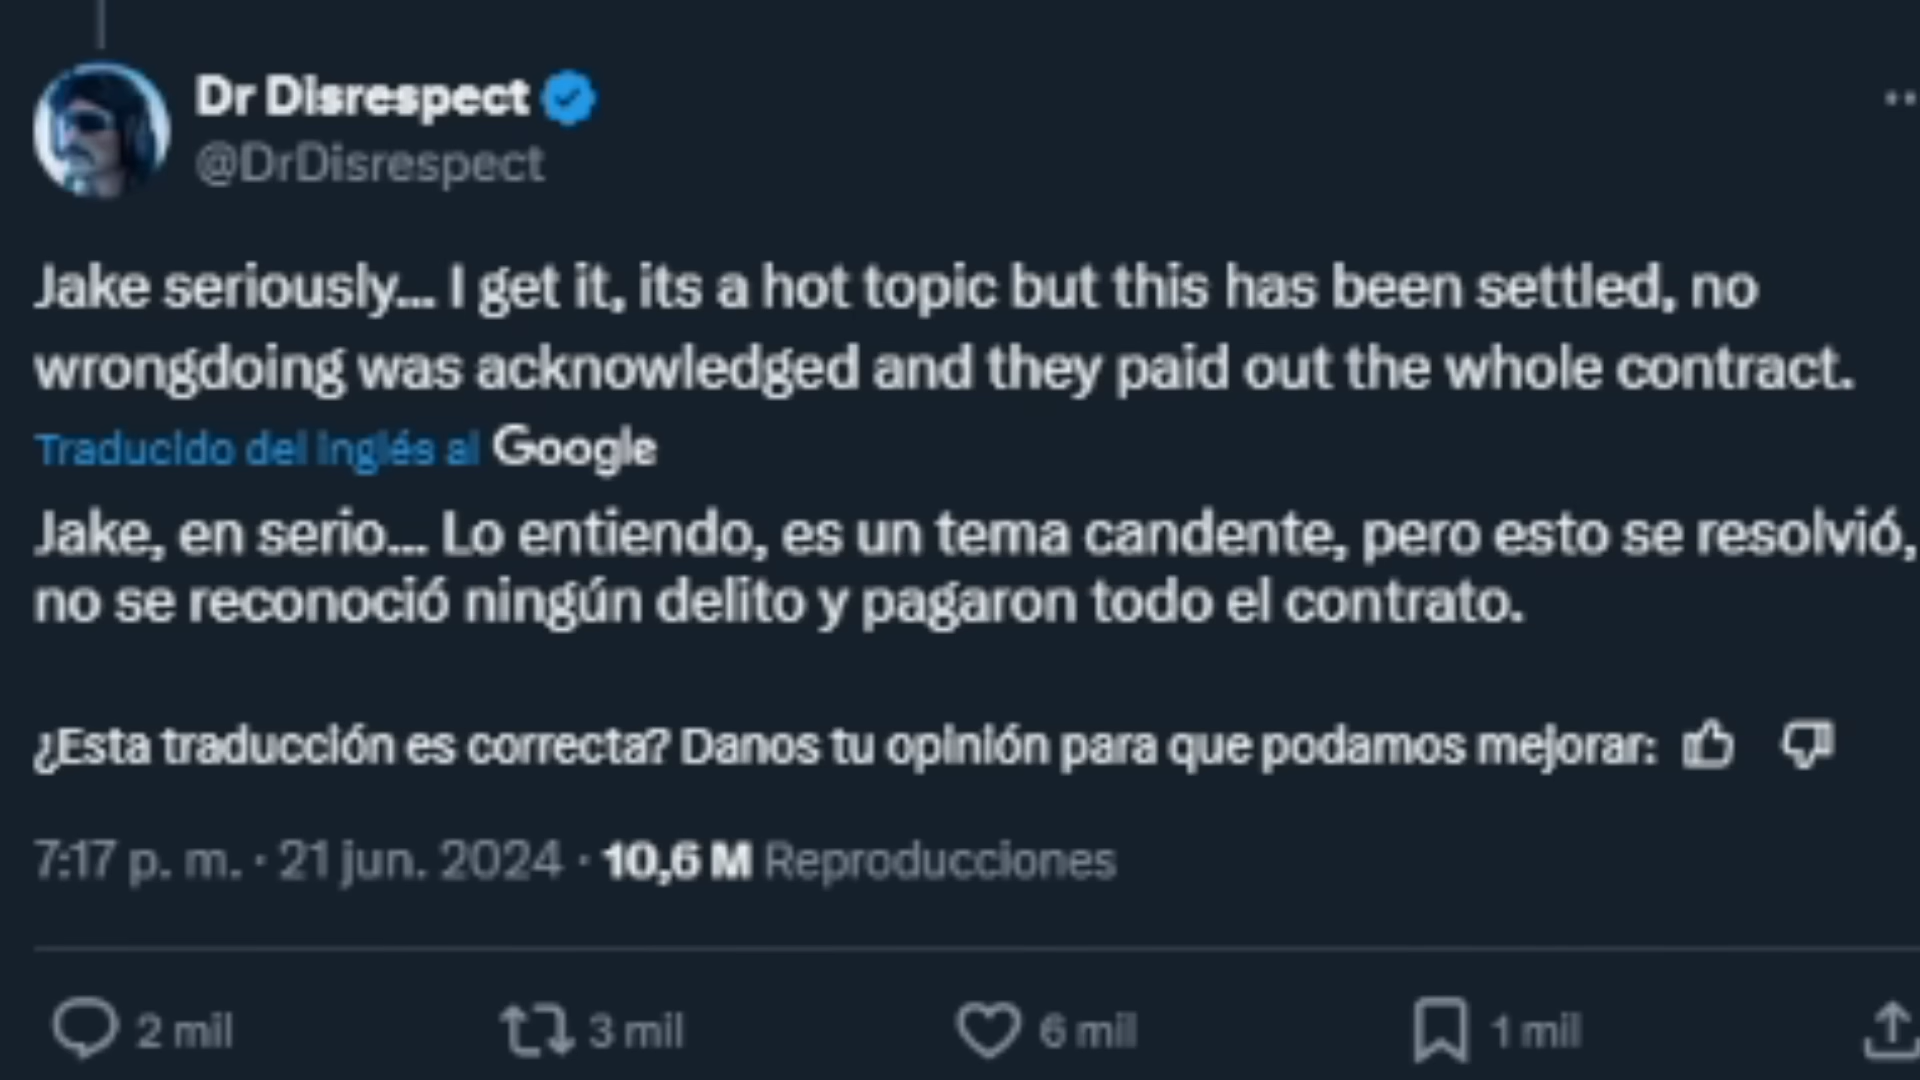 Dr Disrespect
@DrDisrespect
Jake seriously... I get it, its a hot topic but this has been settled, no
wrongdoing was acknowledged and they paid out the whole contract.
Traducido del inglés al Google
Jake, en serio... Lo entiendo, es un tema candente, pero esto se resolvió,
no se reconoció ningún delito y pagaron todo el contrato.
¿Esta traducción es correcta? Danos tu opinión para que podamos mejorar:
7:17 p. m. · 21 jun. 2024 · 10,6 M Reproducciones
2 mil 3 mil 6 mil 1 mil